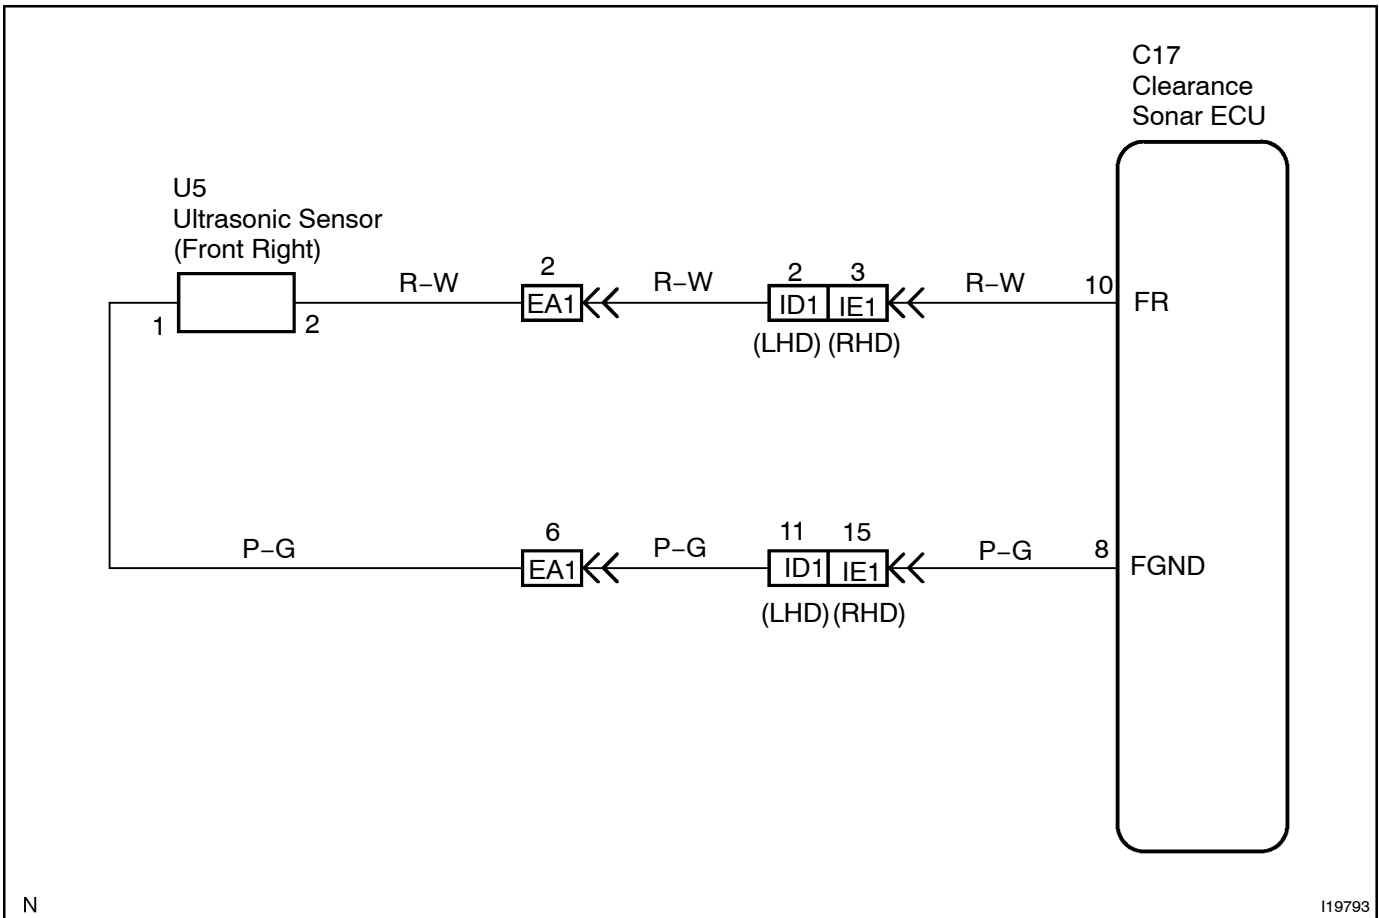 C17
Clearance
Sonar ECU
U5
Ultrasonic Sensor
(Front Right)
R–W
2
R–W
2 3
R–W
10
FR
1
2
EA1
ID1 IE1
(LHD) (RHD)
P–G
6
P–G
11 15
P–G
8
FGND
EA1
ID1 IE1
(LHD) (RHD)
N
I19793